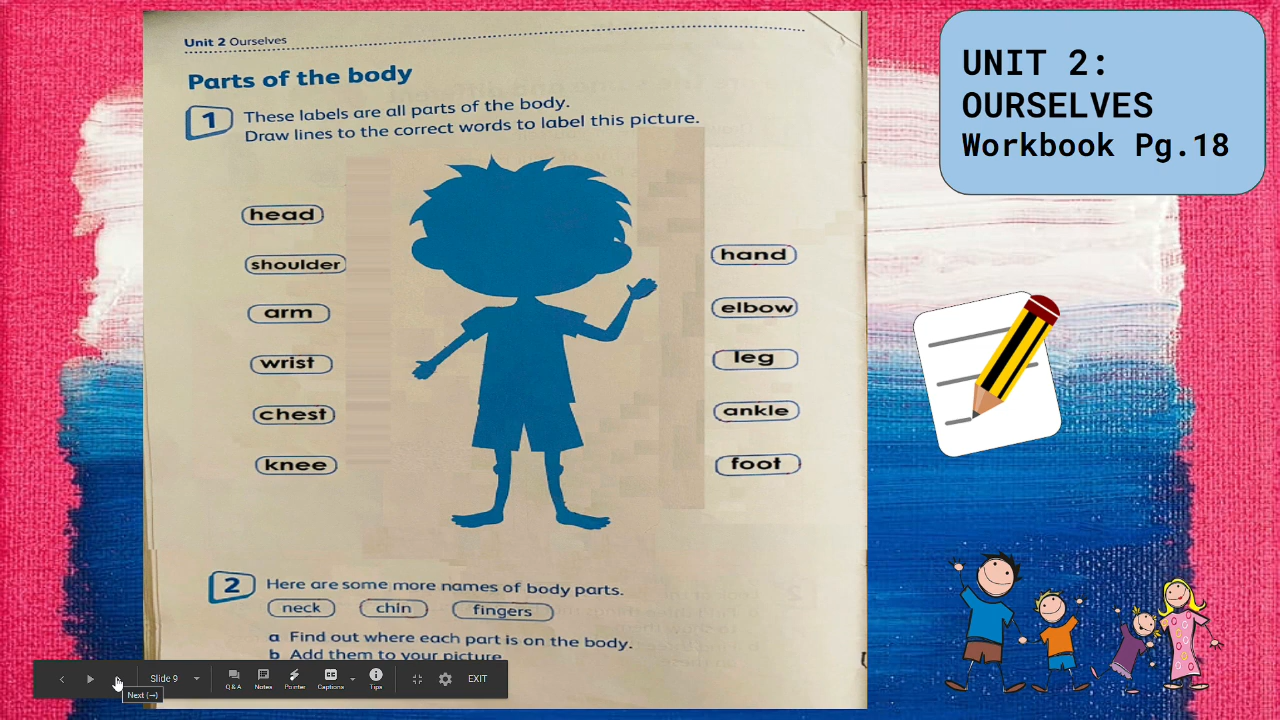 Unit 2 Ourselves
Parts of the body
1 These labels are all parts of the body.
Draw lines to the correct words to label this picture.
head
shoulder
arm
wrist
chest
knee
hand
elbow
leg
ankle
foot
2 Here are some more names of body parts.
neck chin fingers
a Find out where each part is on the body.
b Add them to your picture
UNIT 2:
OURSELVES
Workbook Pg.18
Slide 9
Q&A Notes Pointer Captions Tips
EXIT
Next (→)